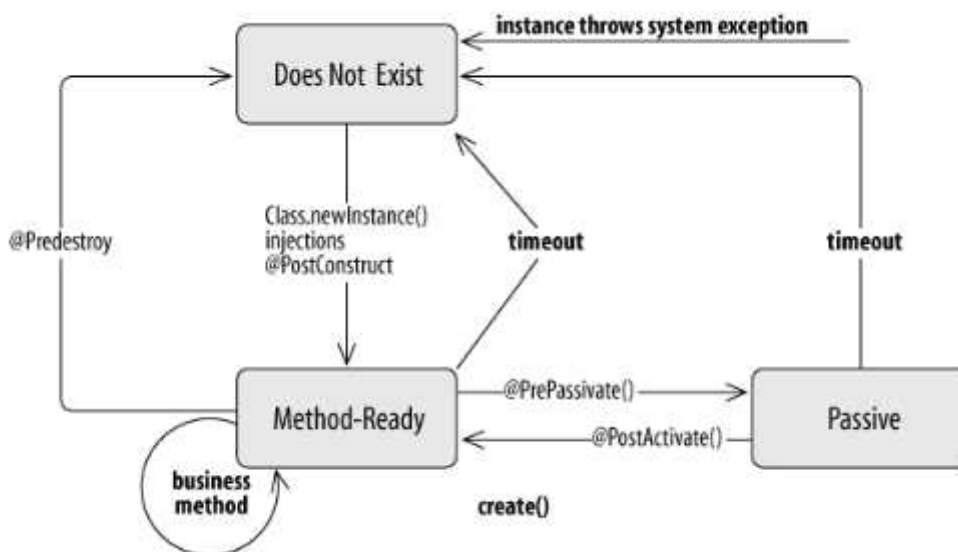 instance throws system exception
Does Not Exist
Class.newInstance()
injections
@PostConstruct
@Predestroy
timeout
timeout
Method-Ready
@PrePassivate()
@PostActivate()
Passive
business
method
create()